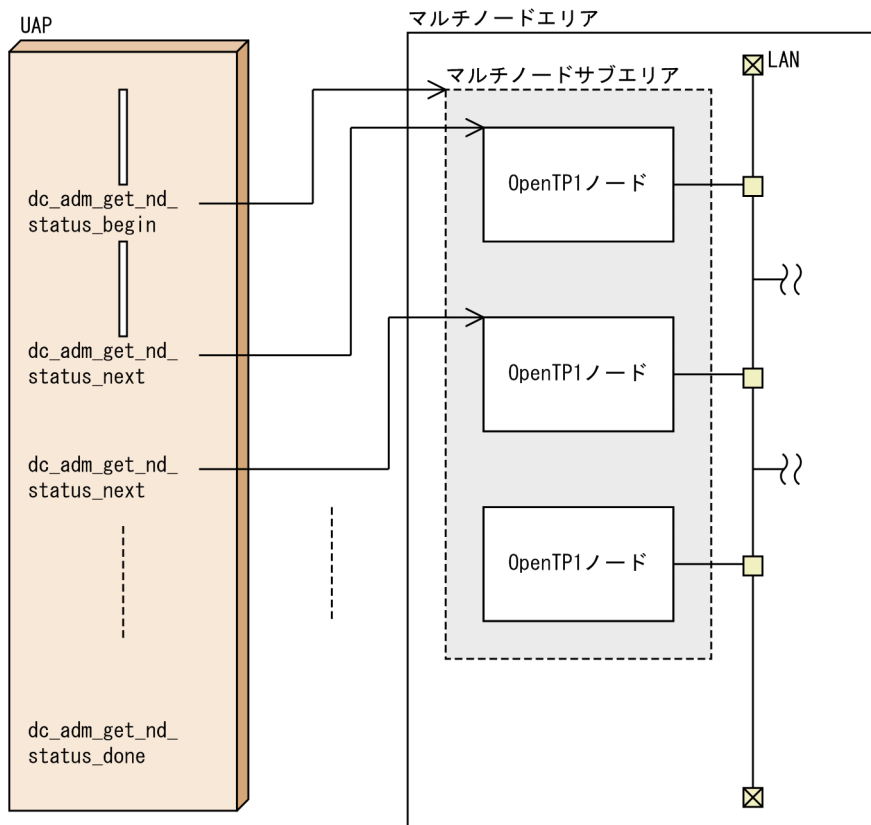 UAP
dc_adm_get_nd_
status_begin
dc_adm_get_nd_
status_next
dc_adm_get_nd_
status_next
dc_adm_get_nd_
status_done
マルチノードエリア
マルチノードサブエリア
LAN
OpenTP1ノード
OpenTP1ノード
OpenTP1ノード